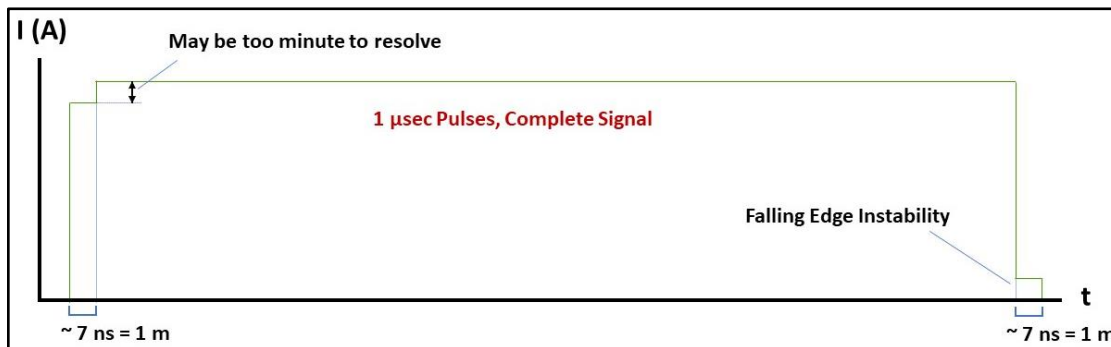 I (A)
May be too minute to resolve
1 µsec Pulses, Complete Signal
Falling Edge Instability
t
~ 7 ns = 1 m
~ 7 ns = 1 m